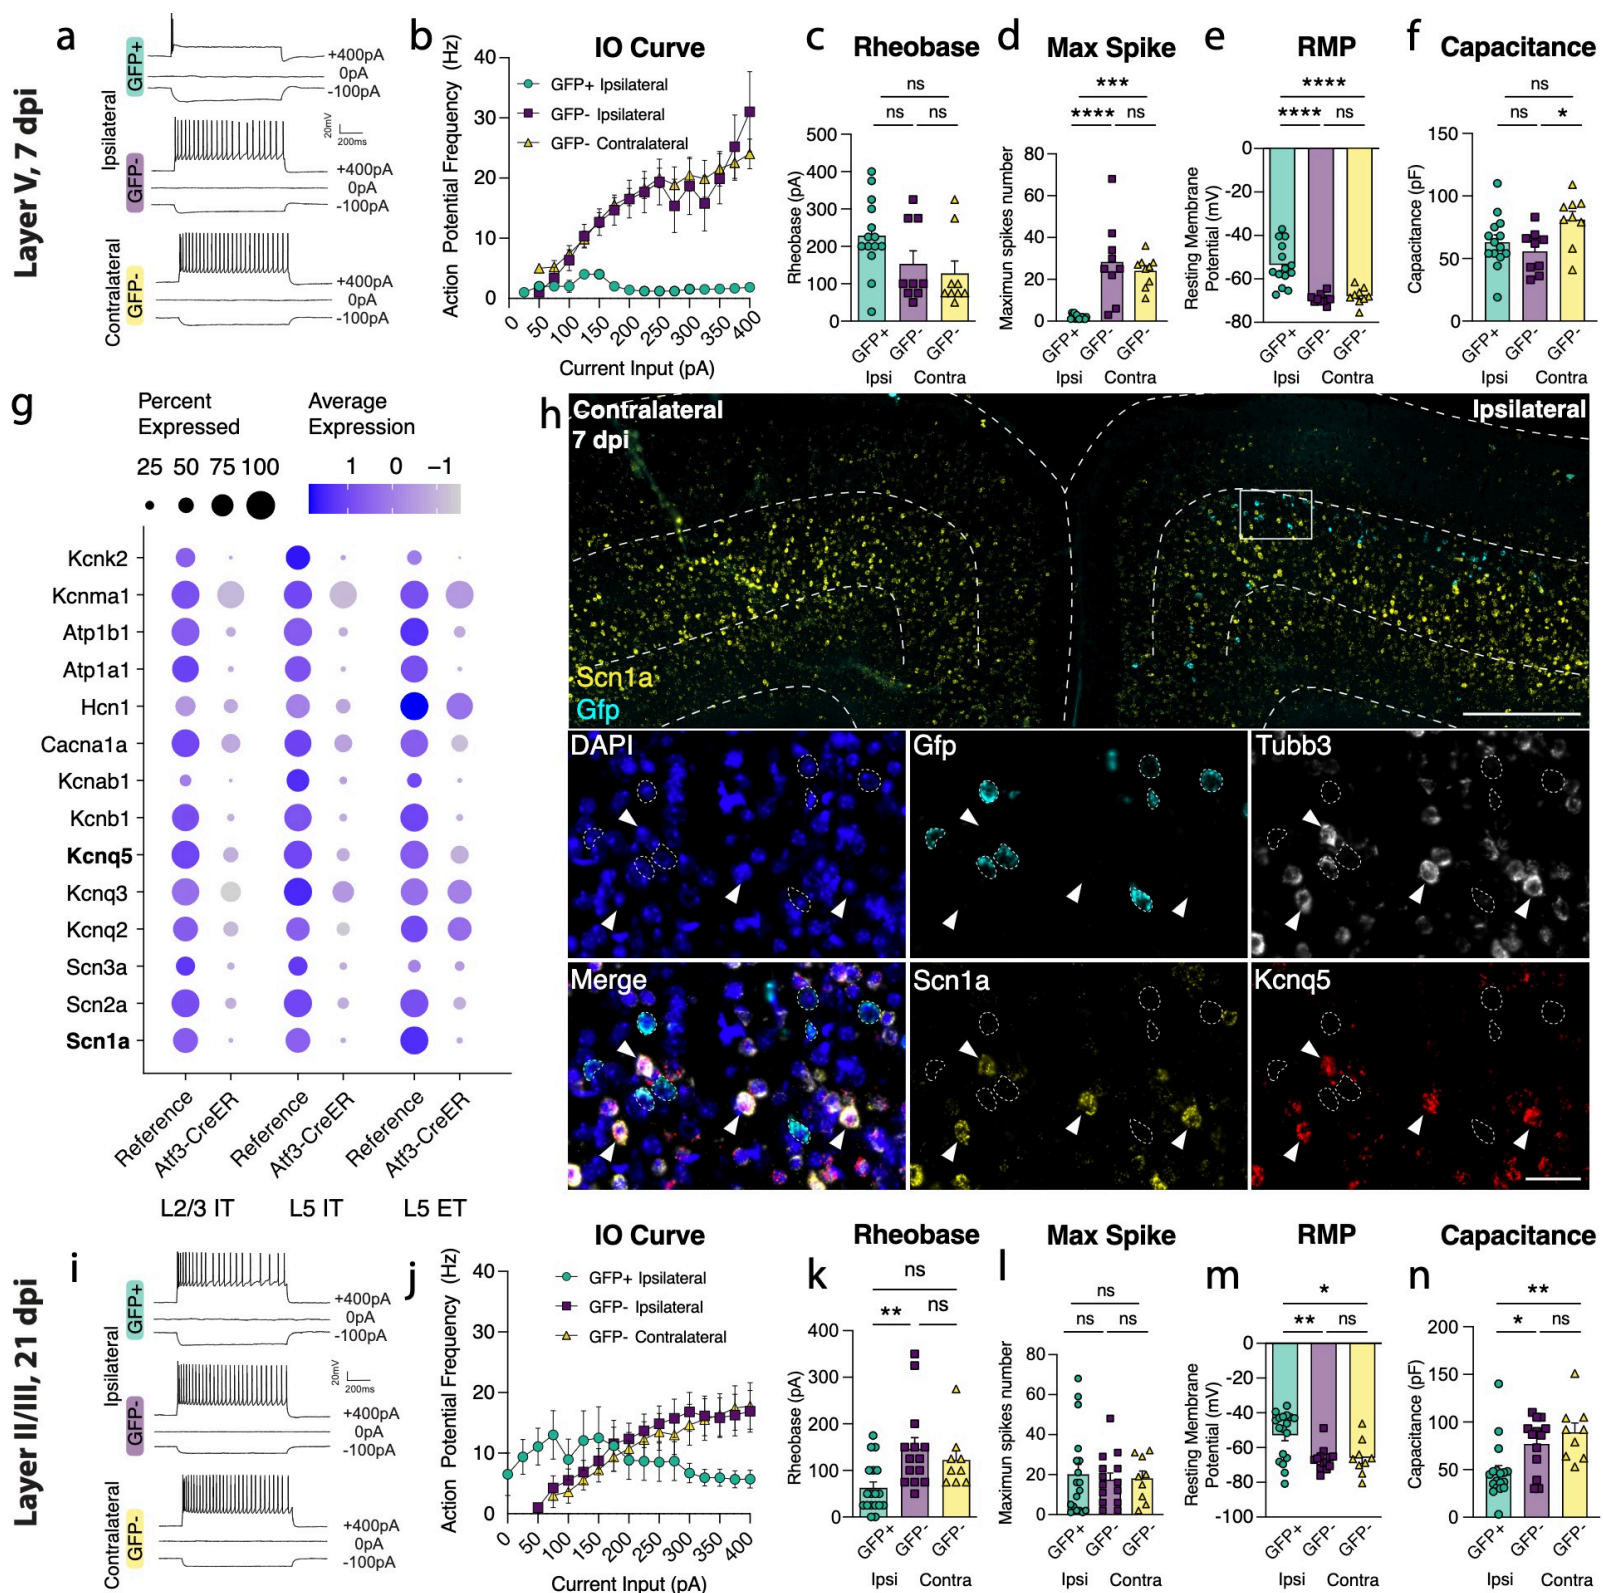 Layer V, 7 dpi
a
Ipsilateral
GFP+
+400pA
0pA
-100pA
GFP-
20mV
200ms
+400pA
0pA
-100pA
Contralateral
GFP-
+400pA
0pA
-100pA
b
IO Curve
Action Potential Frequency (Hz)
40
30
20
10
0
GFP+ Ipsilateral
GFP- Ipsilateral
GFP- Contralateral
0 50 100 150 200 250 300 350 400
Current Input (pA)
c
Rheobase
ns
ns ns
Rheobase (pA)
500
400
300
200
100
0
GFP+ GFP- GFP-
Ipsi Contra
d
Max Spike
***
**** ns
Maximun spikes number
80
60
40
20
0
GFP+ GFP- GFP-
Ipsi Contra
e
RMP
****
**** ns
Resting Membrane
Potential (mV)
0
-20
-40
-60
-80
GFP+ GFP- GFP-
Ipsi Contra
f
Capacitance
ns
ns *
Capacitance (pF)
150
100
50
0
GFP+ GFP- GFP-
Ipsi Contra
g
Percent
Expressed
25 50 75 100
Average
Expression
1 0 −1
Kcnk2
Kcnma1
Atp1b1
Atp1a1
Hcn1
Cacna1a
Kcnab1
Kcnb1
Kcnq5
Kcnq3
Kcnq2
Scn3a
Scn2a
Scn1a
Reference Atf3-CreER Reference Atf3-CreER Reference Atf3-CreER
L2/3 IT L5 IT L5 ET
h
Contralateral
7 dpi
Ipsilateral
Scn1a
Gfp
DAPI
Gfp
Tubb3
Merge
Scn1a
Kcnq5
Layer II/III, 21 dpi
i
Ipsilateral
GFP+
+400pA
0pA
-100pA
GFP-
20mV
200ms
+400pA
0pA
-100pA
Contralateral
GFP-
+400pA
0pA
-100pA
j
IO Curve
Action Potential Frequency (Hz)
40
30
20
10
0
GFP+ Ipsilateral
GFP- Ipsilateral
GFP- Contralateral
0 50 100 150 200 250 300 350 400
Current Input (pA)
k
Rheobase
ns
** ns
Rheobase (pA)
400
300
200
100
0
GFP+ GFP- GFP-
Ipsi Contra
l
Max Spike
ns
ns ns
Maximun spikes number
80
60
40
20
0
GFP+ GFP- GFP-
Ipsi Contra
m
RMP
*
** ns
Resting Membrane
Potential (mV)
0
-20
-40
-60
-80
-100
GFP+ GFP- GFP-
Ipsi Contra
n
Capacitance
**
* ns
Capacitance (pF)
200
150
100
50
0
GFP+ GFP- GFP-
Ipsi Contra